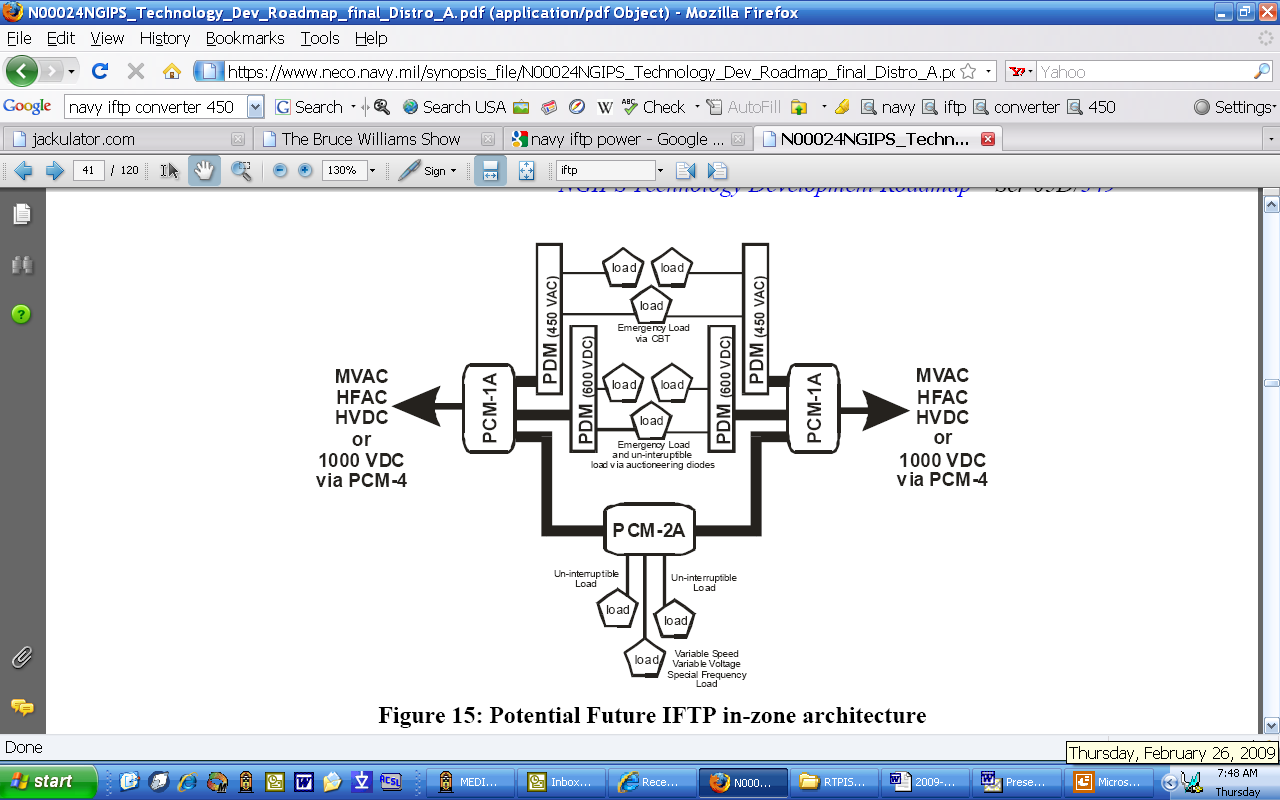 N00024NGIPS_Technology_Dev_Roadmap_final_Distro_A.pdf (application/pdf Object) - Mozilla Firefox
File Edit View History Bookmarks Tools Help
https://www.neco.navy.mil/synopsis_file/N00024NGIPS_Technology_Dev_Roadmap_final_Distro_A.pd
Yahoo
Google navy iftp converter 450 Search Search USA Check AutoFill navy iftp converter 450 Settings
jackulator.com The Bruce Williams Show navy iftp power - Google ... N00024NGIPS_Techn...
41 / 120 130% Sign iftp
NGIPS Technology Development Roadmap Ser 05D/349
load load
load
Emergency Load
via CBT
PDM (450 VAC)
PDM (450 VAC)
PDM (600 VDC)
PDM (600 VDC)
load load
load
Emergency Load
and un-interuptible
load via auctioneering diodes
PCM-1A
PCM-1A
MVAC
HFAC
HVDC
or
1000 VDC
via PCM-4
MVAC
HFAC
HVDC
or
1000 VDC
via PCM-4
PCM-2A
Un-interruptible
Load
Un-interruptible
Load
load
load
load
Variable Speed
Variable Voltage
Special Frequency
Load
Figure 15: Potential Future IFTP in-zone architecture
Done
Thursday, February 26, 2009
start MEDI... Inbox... Rece... N000... RTPIS... 2009-... Prese... Micros... 7:48 AM
Thursday